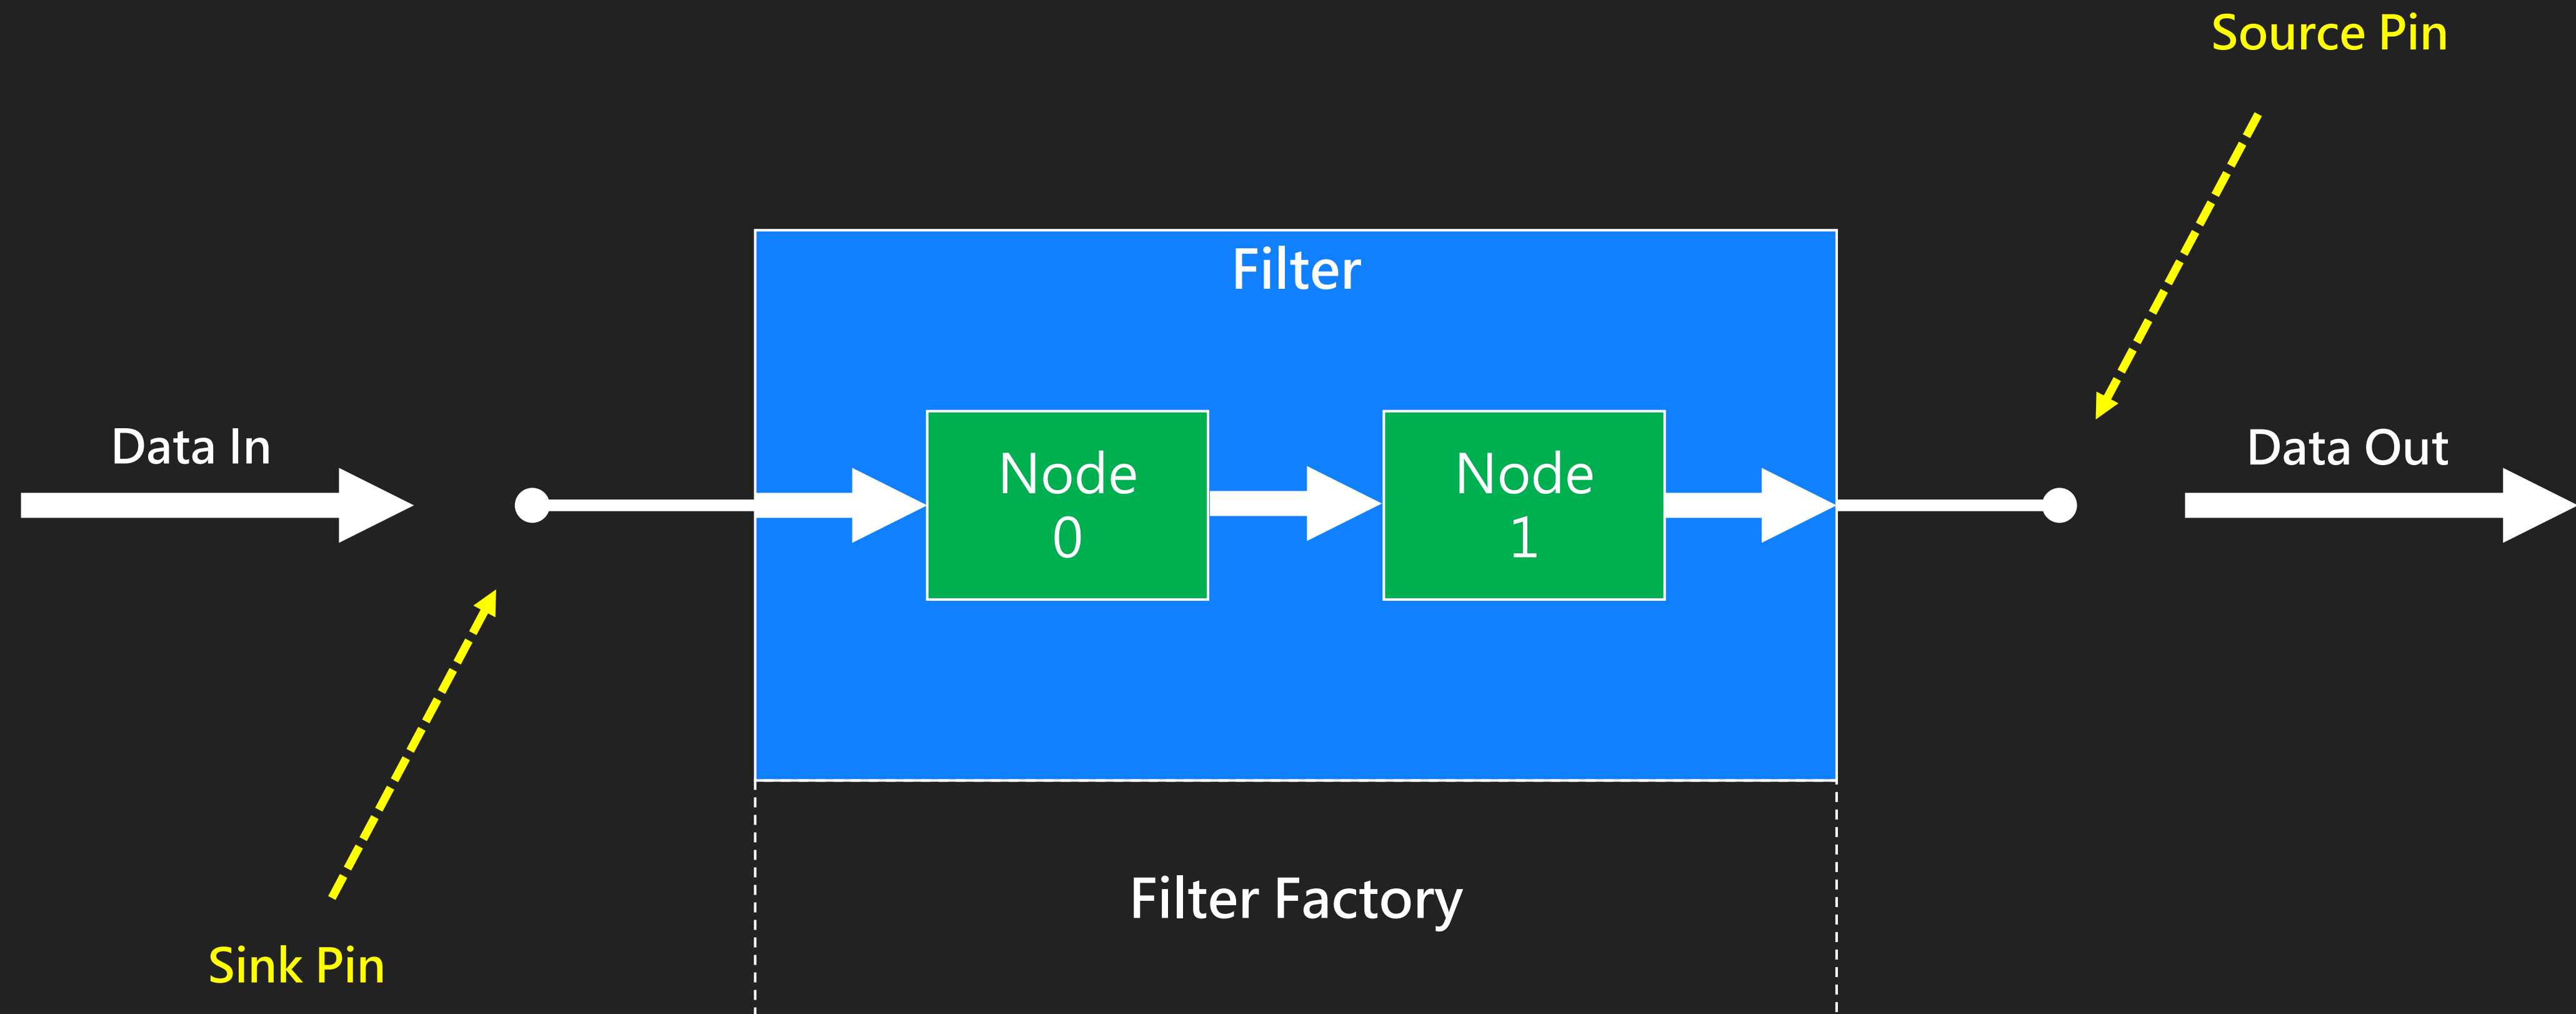 Source Pin
Filter
Data In
Node
0
Node
1
Data Out
Filter Factory
Sink Pin